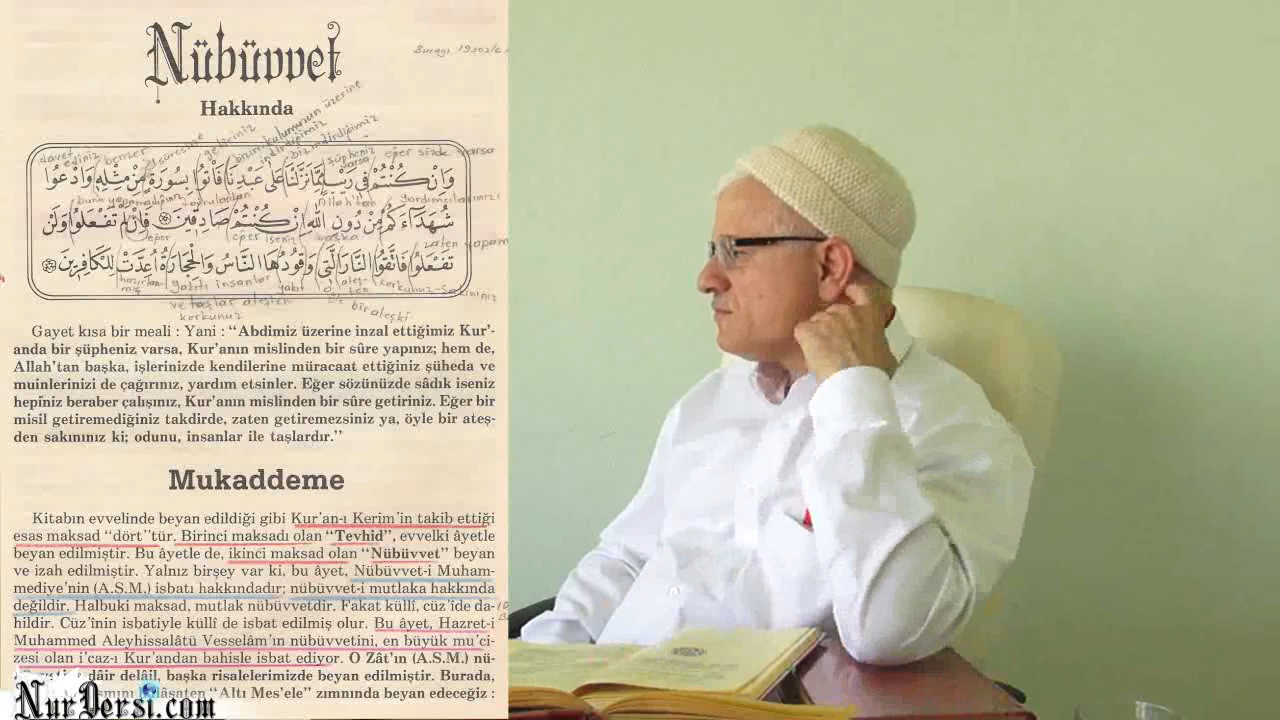 Nübüvvet
Hakkında
وَاِنْ كُنْتُمْ فٖى رَيْبٍ مِمَّا نَزَّلْنَا عَلٰى عَبْدِنَا فَاْتُوا بِسُورَةٍ مِنْ مِثْلِهٖ وَادْعُوا
شُهَدَٓاءَكُمْ مِنْ دُونِ اللّٰهِ اِنْ كُنْتُمْ صَادِقٖينَ ۞ فَاِنْ لَمْ تَفْعَلُوا وَلَنْ
تَفْعَلُوا فَاتَّقُوا النَّارَ الَّتٖى وَقُودُهَا النَّاسُ وَالْحِجَارَةُ اُعِدَّتْ لِلْكَافِرٖينَ ۞
Gayet kısa bir meali : Yani : “Abdimiz üzerine inzal ettiğimiz Kur’-
anda bir şüpheniz varsa, Kur’anın mislinden bir sûre yapınız; hem de,
Allah’tan başka, işlerinizde kendilerine müracaat ettiğiniz şüheda ve
muinlerinizi de çağırınız, yardım etsinler. Eğer sözünüzde sâdık iseniz
hepiniz beraber çalışınız, Kur’anın mislinden bir sûre getiriniz. Eğer bir
misil getiremediğiniz takdirde, zaten getiremezsiniz ya, öyle bir ateş-
den sakınınız ki; odunu, insanlar ile taşlardır.”
Mukaddeme
Kitabın evvelinde beyan edildiği gibi Kur’an-ı Kerim’in takib ettiği
esas maksad “dört”tür. Birinci maksadı olan “Tevhid”, evvelki âyetle
beyan edilmiştir. Bu âyetle de, ikinci maksad olan “Nübüvvet” beyan
ve izah edilmiştir. Yalnız birşey var ki, bu âyet, Nübüvvet-i Muham-
mediye’nin (A.S.M.) isbatı hakkındadır; nübüvvet-i mutlaka hakkında
değildir. Halbuki maksad, mutlak nübüvvetdir. Fakat küllî, cüz’îde da-
hildir. Cüz’înin isbatiyle küllî de isbat edilmiş olur. Bu âyet, Hazret-i
Muhammed Aleyhissalâtü Vesselâm’ın nübüvvetini, en büyük mu’ci-
zesi olan i’caz-ı Kur’andan bahisle isbat ediyor. O Zât’ın (A.S.M.) nü-
dâir delâil, başka risalelerimizde beyan edilmiştir. Burada,
“Altı Mes’ele” zımnında beyan edeceğiz :
NurDersi.com